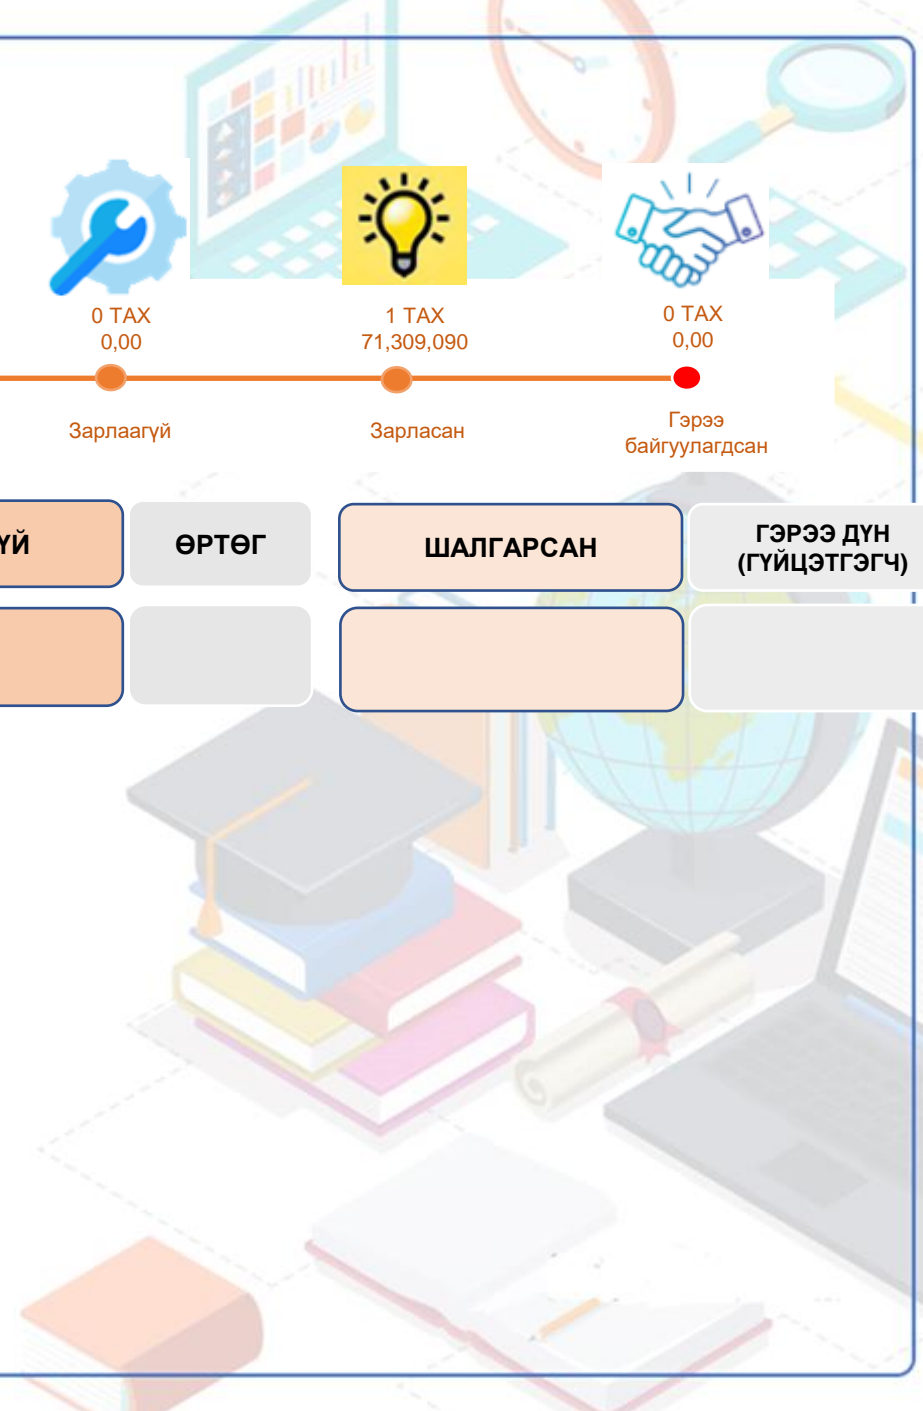 0 ТАХ
0,00
1 ТАХ
71,309,090
0 ТАХ
0,00
Зарлаагүй
Зарласан
Гэрээ
байгуулагдсан
ҮЙ
ӨРТӨГ
ШАЛГАРСАН
ГЭРЭЭ ДҮН
(ГҮЙЦЭТГЭГЧ)